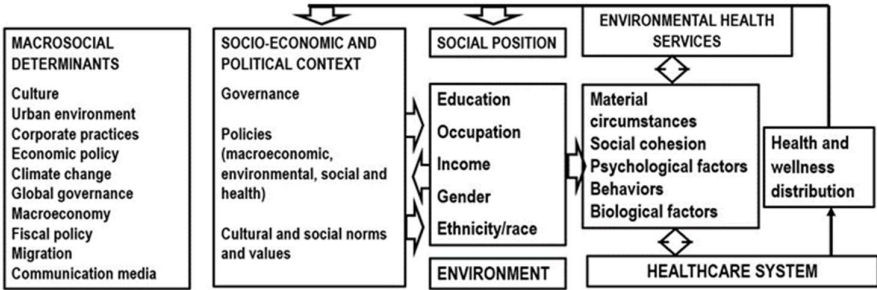 MACROSOCIAL
DETERMINANTS
Culture
Urban environment
Corporate practices
Economic policy
Climate change
Global governance
Macroeconomy
Fiscal policy
Migration
Communication media
SOCIO-ECONOMIC AND
POLITICAL CONTEXT
Governance
Policies
(macroeconomic,
environmental, social and
health)
Cultural and social norms
and values
SOCIAL POSITION
Education
Occupation
Income
Gender
Ethnicity/race
ENVIRONMENT
ENVIRONMENTAL HEALTH
SERVICES
Material
circumstances
Social cohesion
Psychological factors
Behaviors
Biological factors
HEALTHCARE SYSTEM
Health and
wellness
distribution